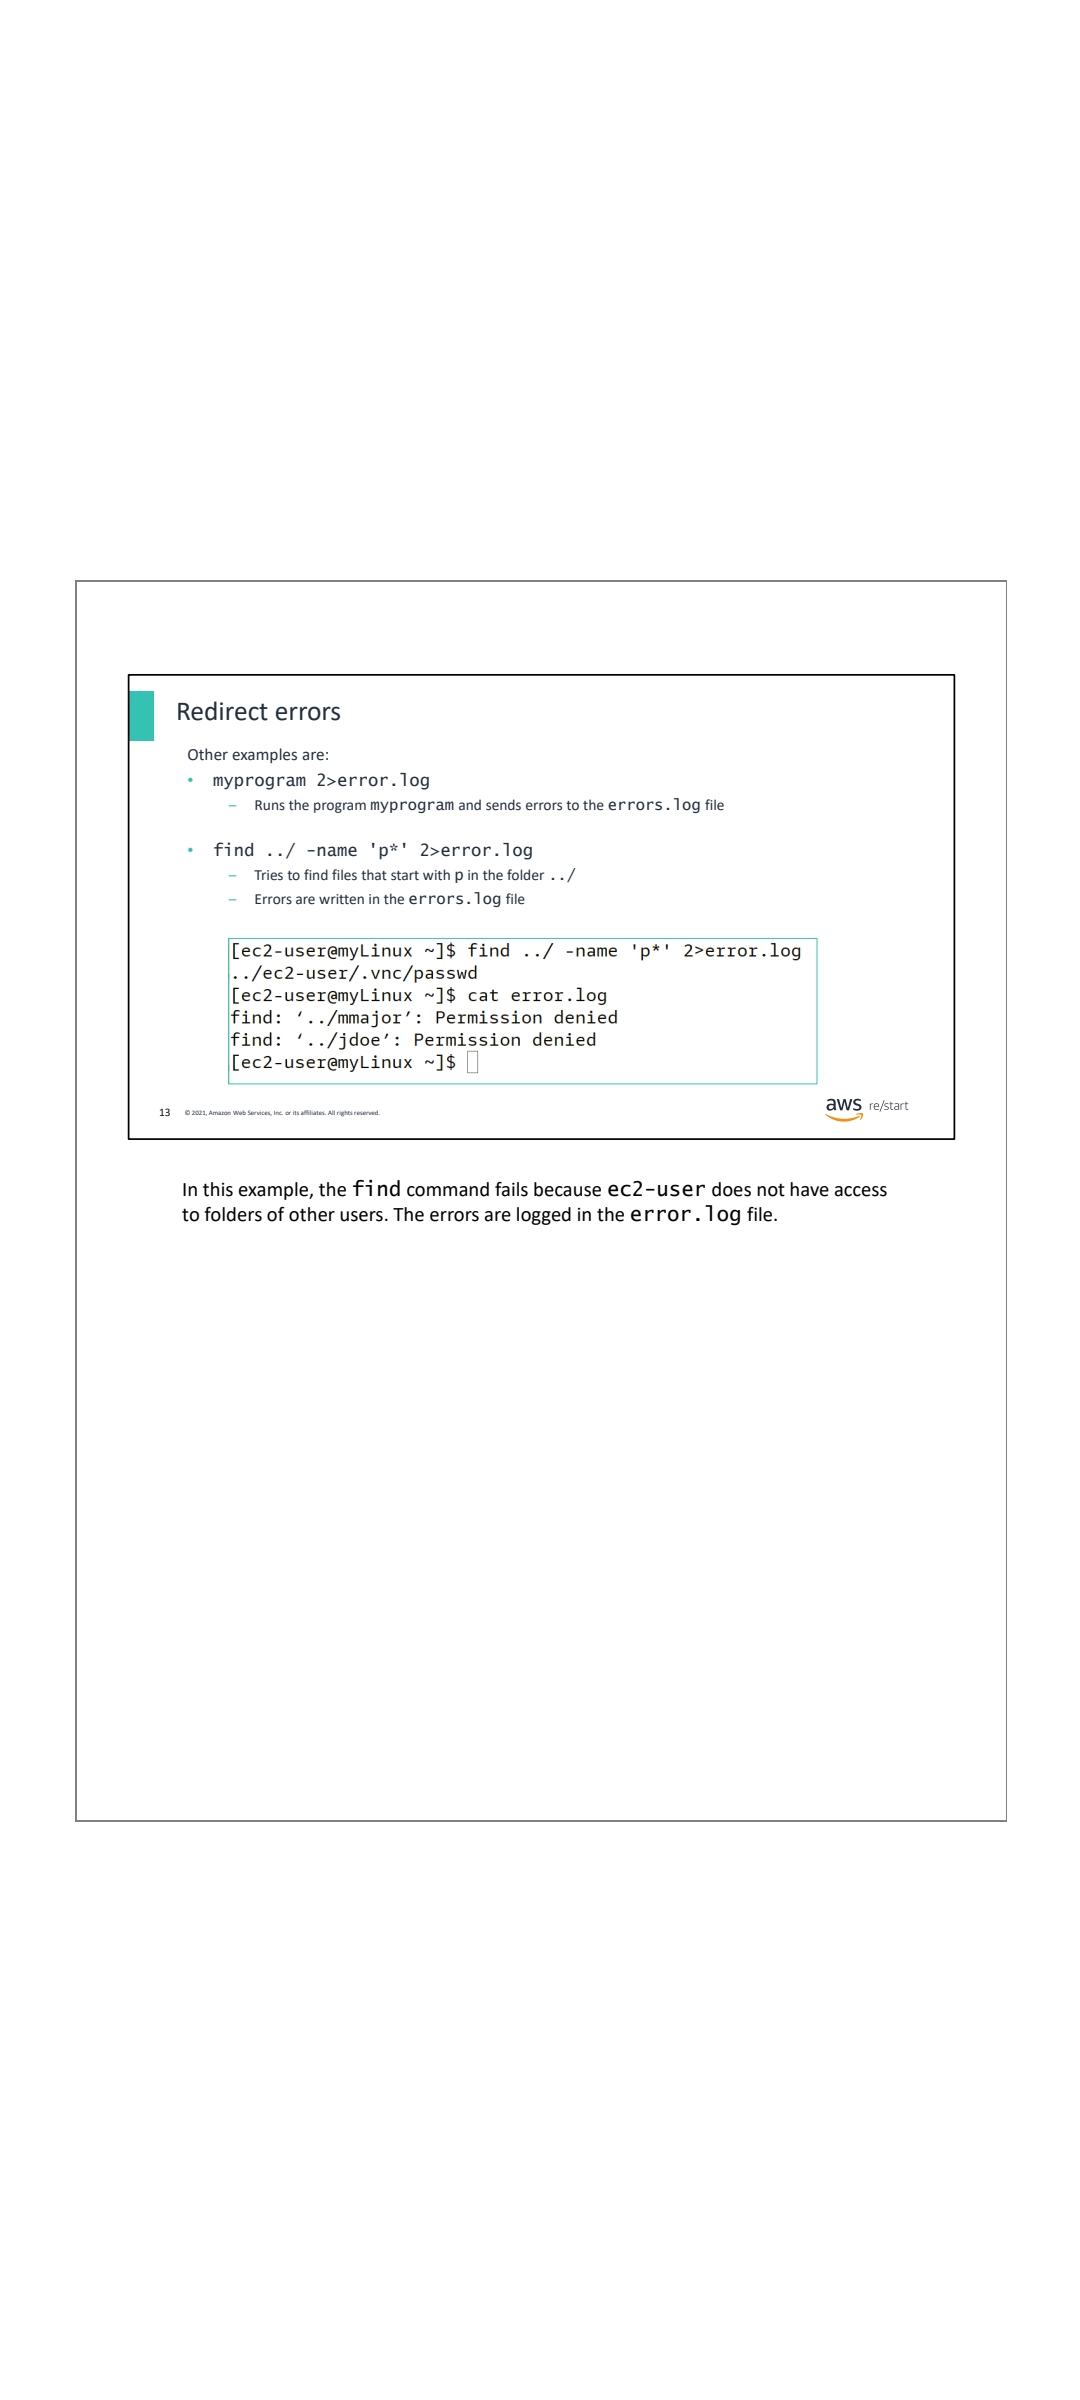 Redirect errors
Other examples are:
• myprogram 2>error.log
– Runs the program myprogram and sends errors to the errors.log file
• find ../ -name 'p*' 2>error.log
– Tries to find files that start with p in the folder ../
– Errors are written in the errors.log file
[ec2-user@myLinux ~]$ find ../ -name 'p*' 2>error.log
../ec2-user/.vnc/passwd
[ec2-user@myLinux ~]$ cat error.log
find: ‘../mmajor’: Permission denied
find: ‘../jdoe’: Permission denied
[ec2-user@myLinux ~]$
13 © 2021, Amazon Web Services, Inc. or its affiliates. All rights reserved.
aws re/start
In this example, the find command fails because ec2-user does not have access
to folders of other users. The errors are logged in the error.log file.